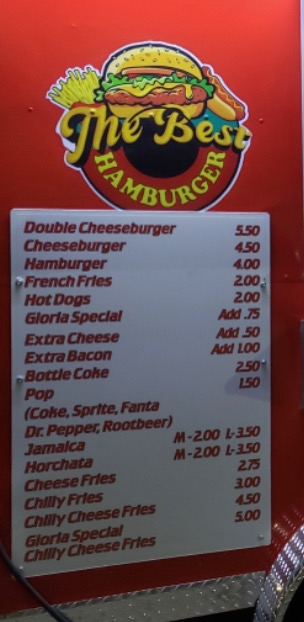 The Best
HAMBURGER
Double Cheeseburger 5.50
Cheeseburger 4.50
Hamburger 4.00
French Fries 2.00
Hot Dogs 2.00
Gloria Special Add .75
Extra Cheese Add .50
Extra Bacon Add 1.00
Bottle Coke 2.50
Pop 1.50
(Coke, Sprite, Fanta
Dr. Pepper, Rootbeer)
Jamaica M - 2.00 L - 3.50
Horchata M - 2.00 L - 3.50
Cheese Fries 2.75
Chilly Fries 3.00
Chilly Cheese Fries 4.50
Gloria Special 5.00
Chilly Cheese Fries